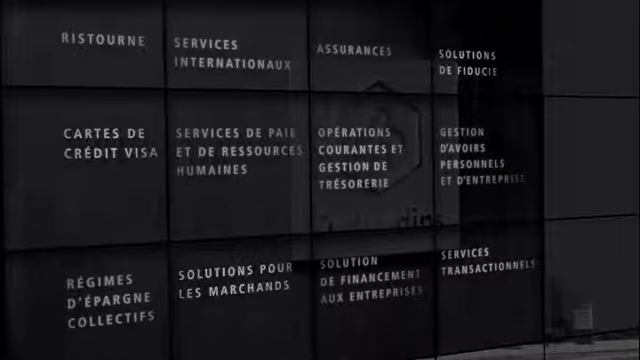 RISTOURNE
SERVICES
INTERNATIONAUX
ASSURANCES
SOLUTIONS
DE FIDUCIE
CARTES DE
CRÉDIT VISA
SERVICES DE PAIE
ET DE RESSOURCES
HUMAINES
OPÉRATIONS
COURANTES ET
GESTION DE
TRÉSORERIE
GESTION
D'AVOIRS
PERSONNELS
ET D'ENTREPRISE
RÉGIMES
D'ÉPARGNE
COLLECTIFS
SOLUTIONS POUR
LES MARCHANDS
SOLUTION
DE FINANCEMENT
AUX ENTREPRISES
SERVICES
TRANSACTIONNELS